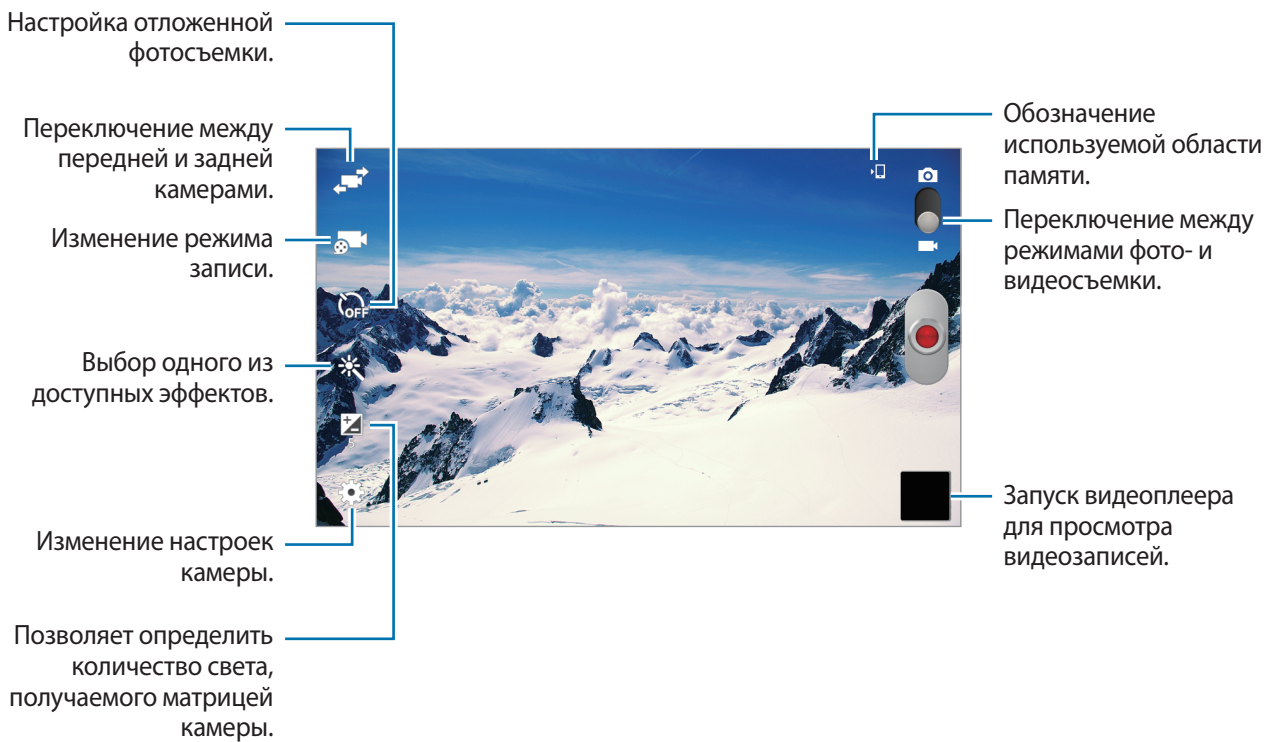 Настройка отложенной
фотосъемки.
Переключение между
передней и задней
камерами.
Изменение режима
записи.
OFF
Выбор одного из
доступных эффектов.
Изменение настроек
камеры.
Позволяет определить
количество света,
получаемого матрицей
камеры.
Обозначение
используемой области
памяти.
Переключение между
режимами фото- и
видеосъемки.
Запуск видеоплеера
для просмотра
видеозаписей.